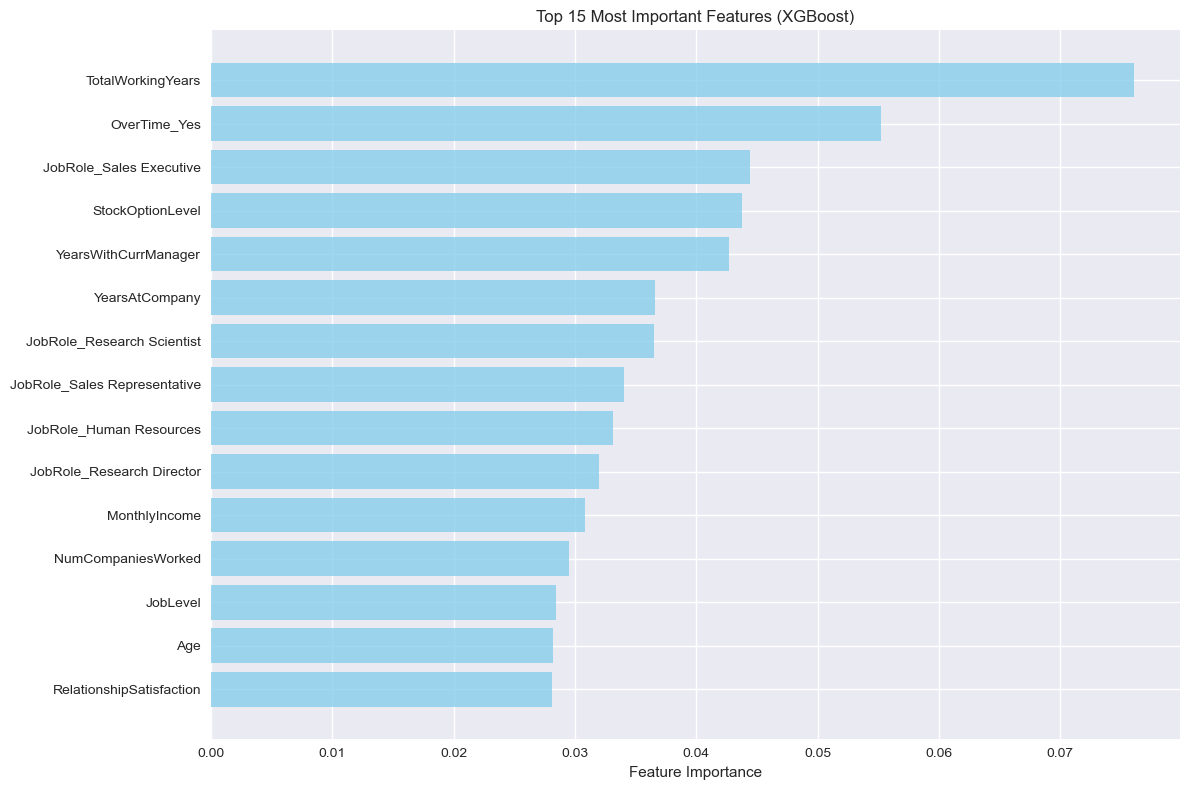 Top 15 Most Important Features (XGBoost)
TotalWorkingYears
OverTime_Yes
JobRole_Sales Executive
StockOptionLevel
YearsWithCurrManager
YearsAtCompany
JobRole_Research Scientist
JobRole_Sales Representative
JobRole_Human Resources
JobRole_Research Director
MonthlyIncome
NumCompaniesWorked
JobLevel
Age
RelationshipSatisfaction
0.00 0.01 0.02 0.03 0.04 0.05 0.06 0.07
Feature Importance